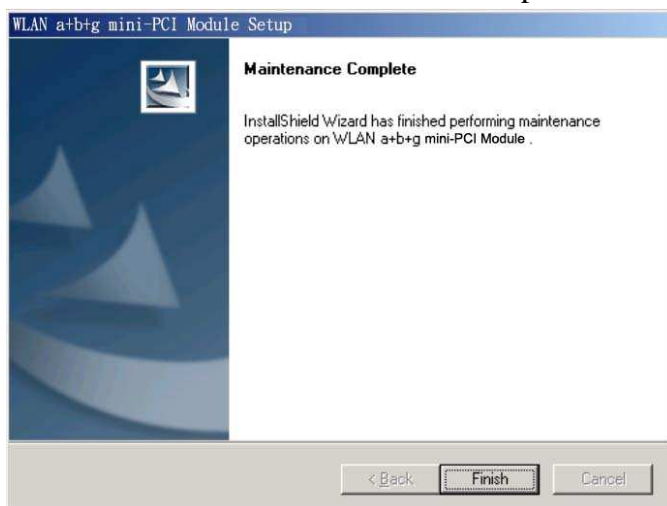 WLAN a+b+g mini-PCI Module Setup
Maintenance Complete
InstallShield Wizard has finished performing maintenance
operations on WLAN a+b+g mini-PCI Module .
< Back
Finish
Cancel